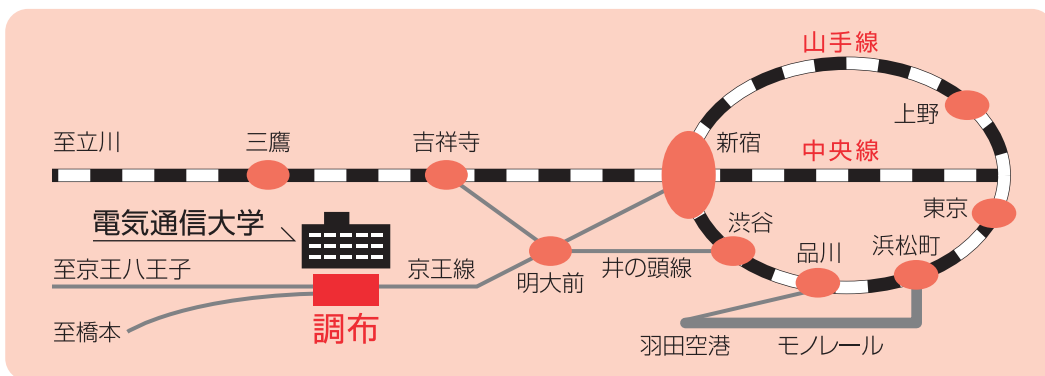 山手線
上野
至立川
三鷹
吉祥寺
新宿
中央線
電気通信大学
渋谷
東京
品川
浜松町
至京王八王子
京王線
明大前
井の頭線
至橋本
調布
羽田空港
モノレール